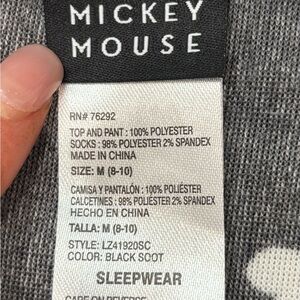 MICKEY
MOUSE
RN# 76292
TOP AND PANT : 100% POLYESTER
SOCKS : 98% POLYESTER 2% SPANDEX
MADE IN CHINA
SIZE: M (8-10)
CAMISA Y PANTALÓN : 100% POLIÉSTER
CALCETINES : 98% POLIÉSTER 2% SPANDEX
HECHO EN CHINA
TALLA: M (8-10)
STYLE: LZ41920SC
COLOR: BLACK SOOT
SLEEPWEAR
CARE ON REVERSE